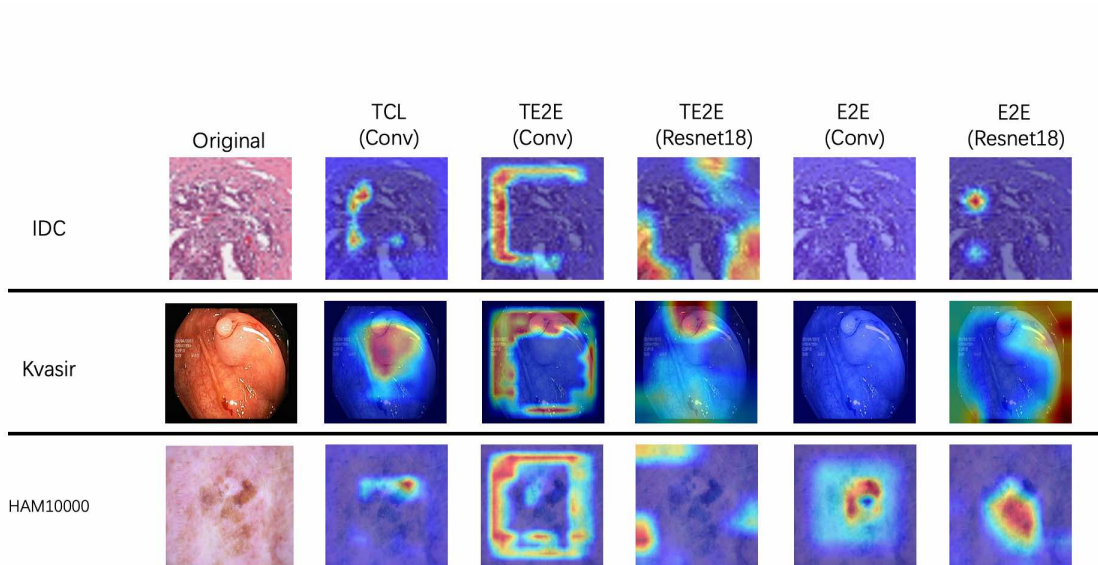 TCL TE2E TE2E E2E E2E
Original (Conv) (Conv) (Resnet18) (Conv) (Resnet18)
IDC
Kvasir
HAM10000